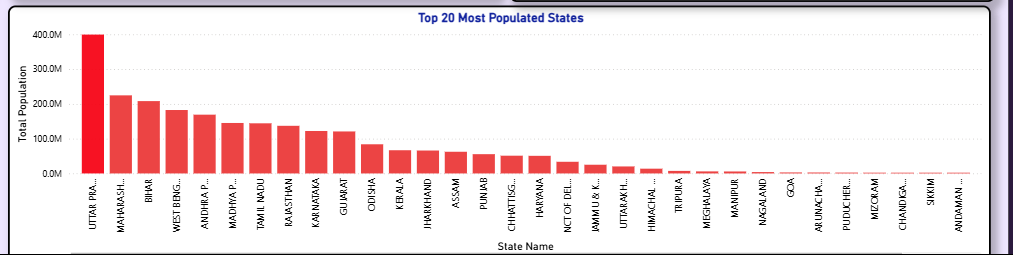 Top 20 Most Populated States
Total Population
400.0M
300.0M
200.0M
100.0M
0.0M
UTTAR PRA...
MAHARASH...
BIHAR
WEST BENG...
ANDHRA P...
MADHYA P...
TAMIL NADU
RAJASTHAN
KARNATAKA
GUJARAT
ODISHA
KERALA
JHARKHAND
ASSAM
PUNJAB
CHHATTISG...
HARYANA
NCT OF DEL...
JAMMU & K...
UTTARAKH...
HIMACHAL ...
TRIPURA
MEGHALAYA
MANIPUR
NAGALAND
GOA
ARUNACHA...
PUDUCHER...
MIZORAM
CHANDIGA...
SIKKIM
ANDAMAN ...
State Name